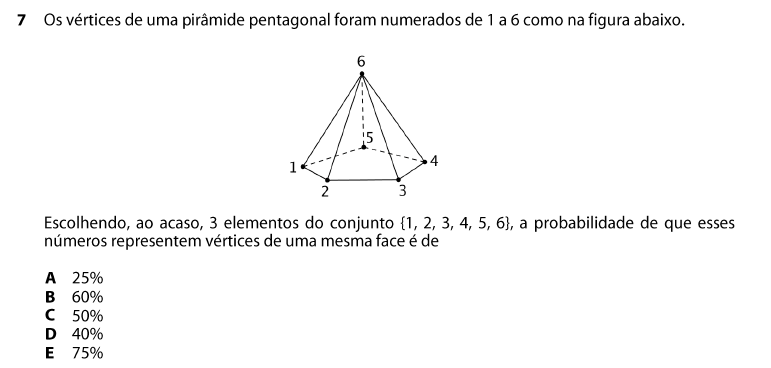 7 Os vértices de uma pirâmide pentagonal foram numerados de 1 a 6 como na figura abaixo.
6
5
1
4
2
3
Escolhendo, ao acaso, 3 elementos do conjunto {1, 2, 3, 4, 5, 6}, a probabilidade de que esses
números representem vértices de uma mesma face é de
A 25%
B 60%
C 50%
D 40%
E 75%